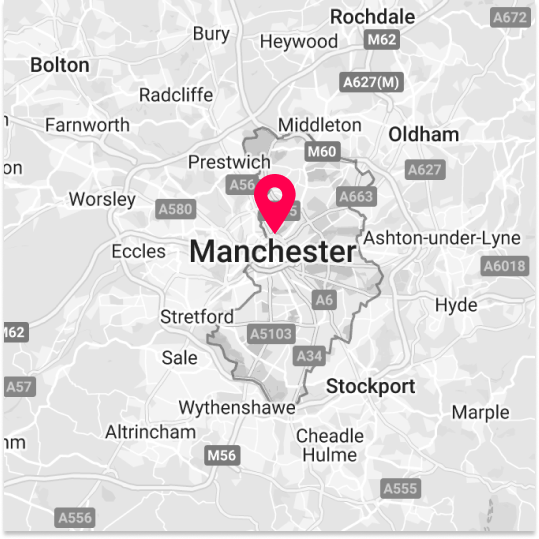 Rochdale
A672
Bury
Heywood
M62
Bolton
A627(M)
Radcliffe
Farnworth
Middleton
Oldham
M60
Prestwich
A627
on
A56
A663
Worsley
A580
Manchester
Eccles
Ashton-under-Lyne
A6018
A6
Hyde
Stretford
M62
A5103
Sale
A34
A57
Stockport
Wythenshawe
Marple
Altrincham
Cheadle
Hulme
M56
A555
A556